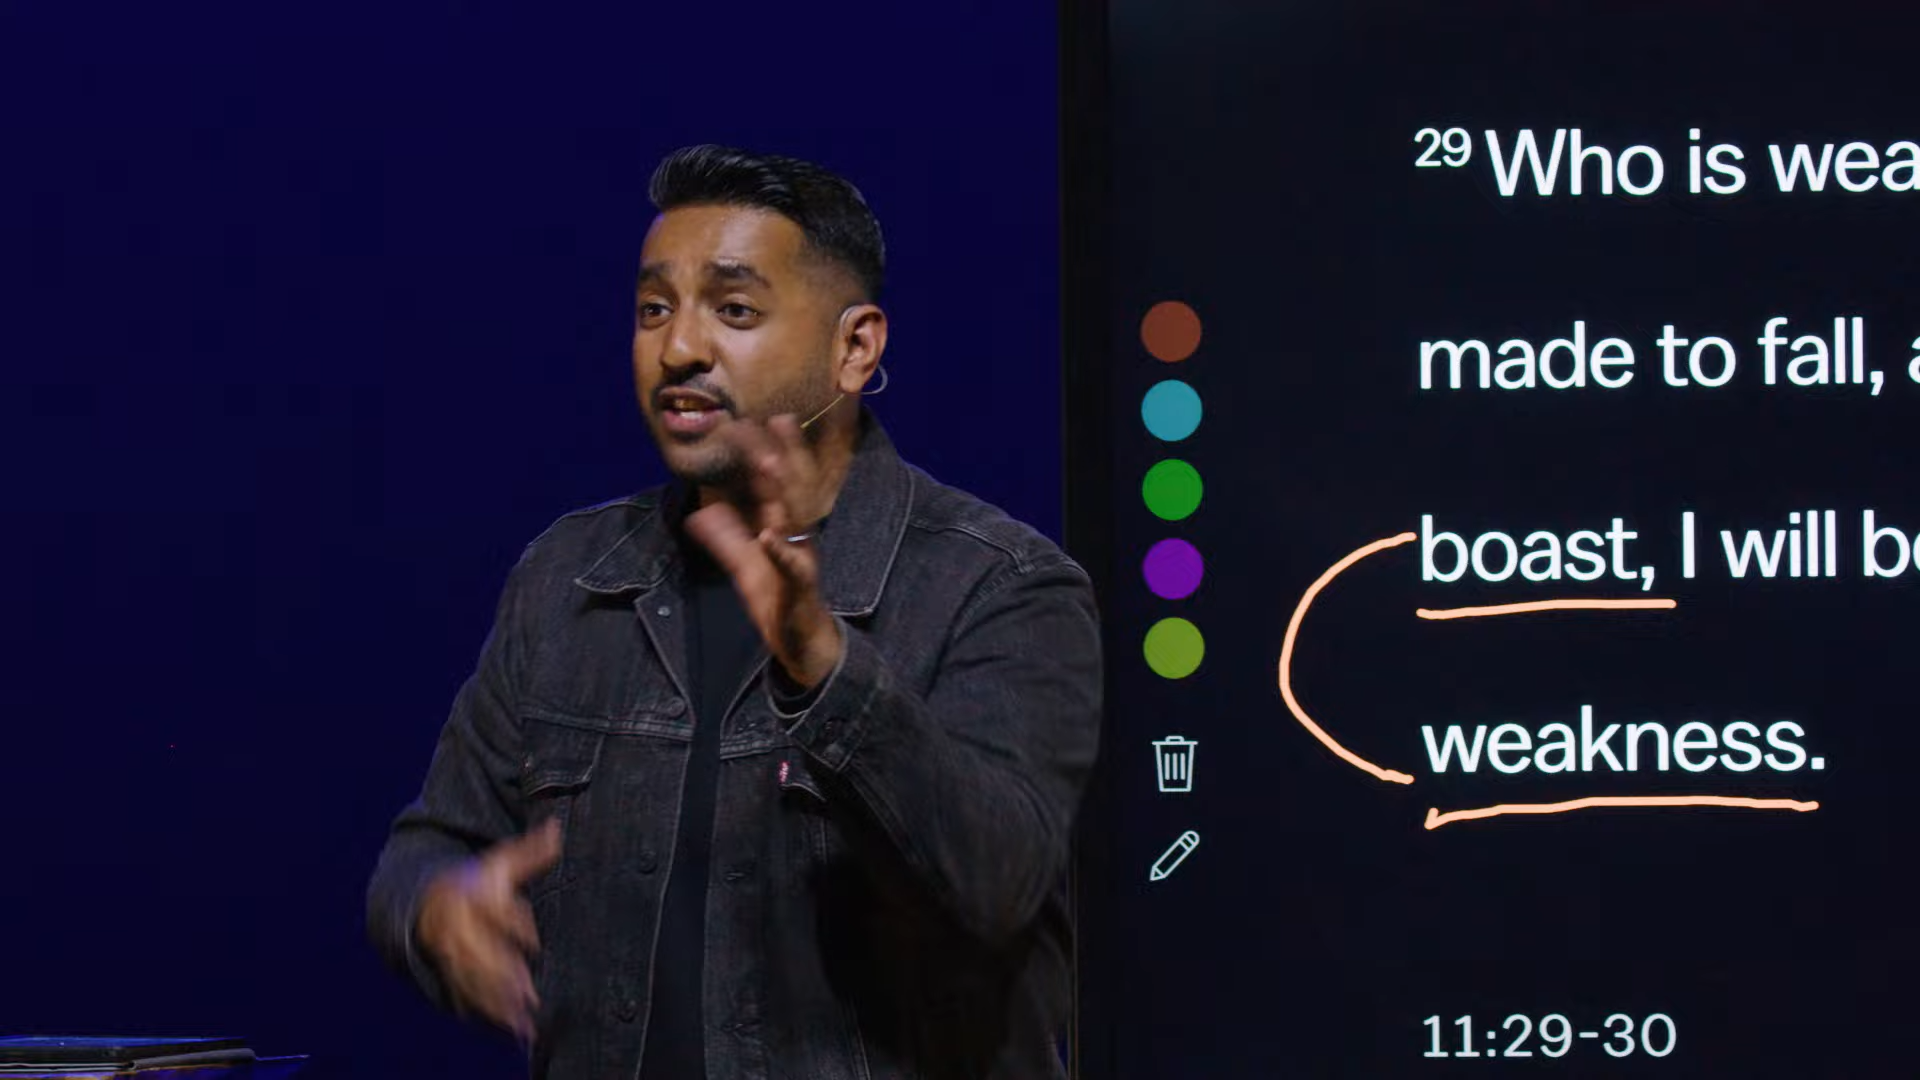 29 Who is wea
made to fall, a
boast, I will be
weakness.
11:29-30